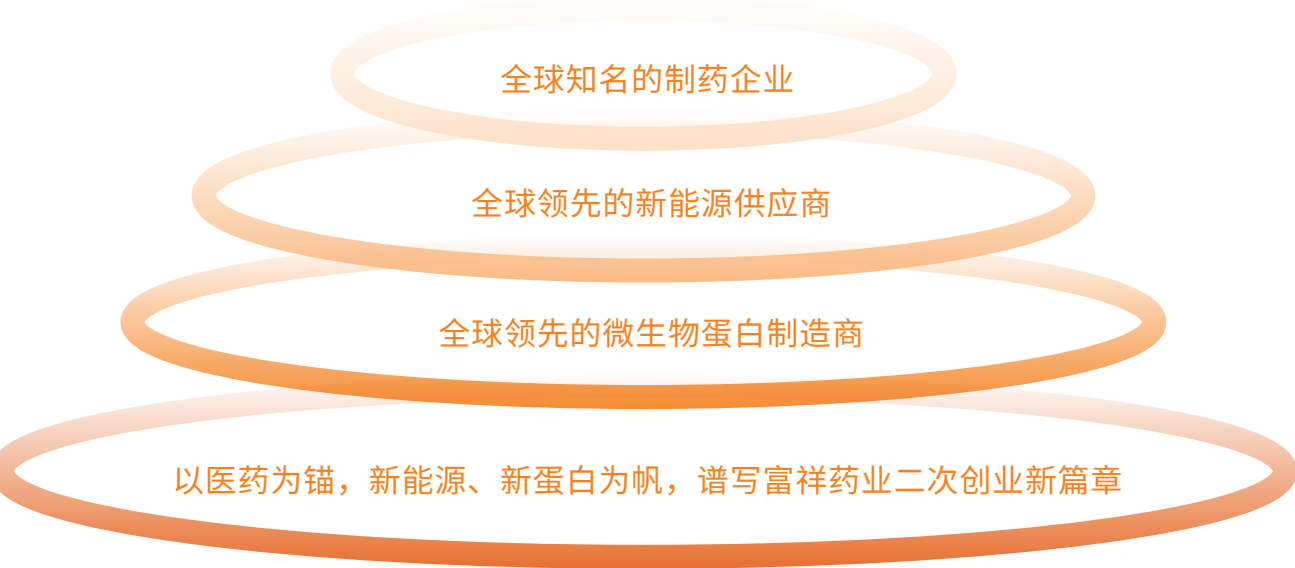 全球知名的制药企业
全球领先的新能源供应商
全球领先的微生物蛋白制造商
以医药为锚，新能源、新蛋白为帆，谱写富祥药业二次创业新篇章